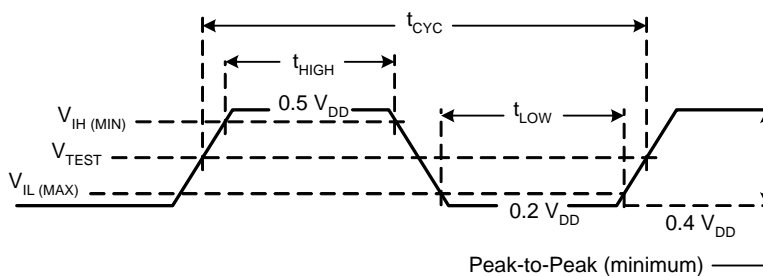 t_CYC
t_HIGH
0.5 V_DD
V_IH (MIN)
t_LOW
V_TEST
V_IL (MAX)
0.2 V_DD
0.4 V_DD
Peak-to-Peak (minimum)